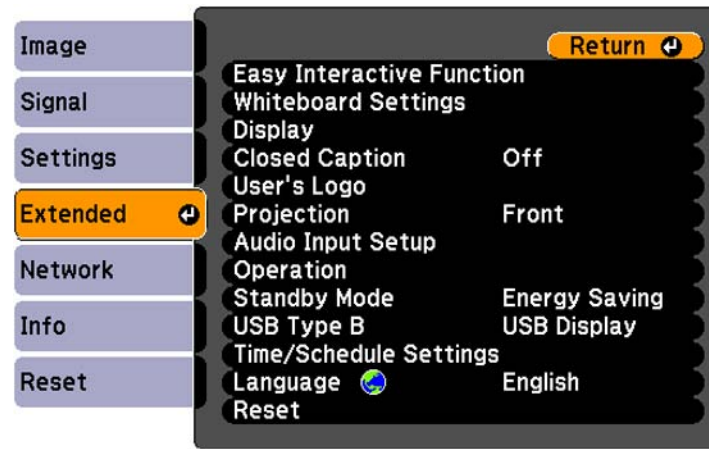 Image
Signal
Settings
Extended
Network
Info
Reset
Return
Easy Interactive Function
Whiteboard Settings
Display
Closed Caption Off
User's Logo
Projection Front
Audio Input Setup
Operation
Standby Mode Energy Saving
USB Type B USB Display
Time/Schedule Settings
Language English
Reset